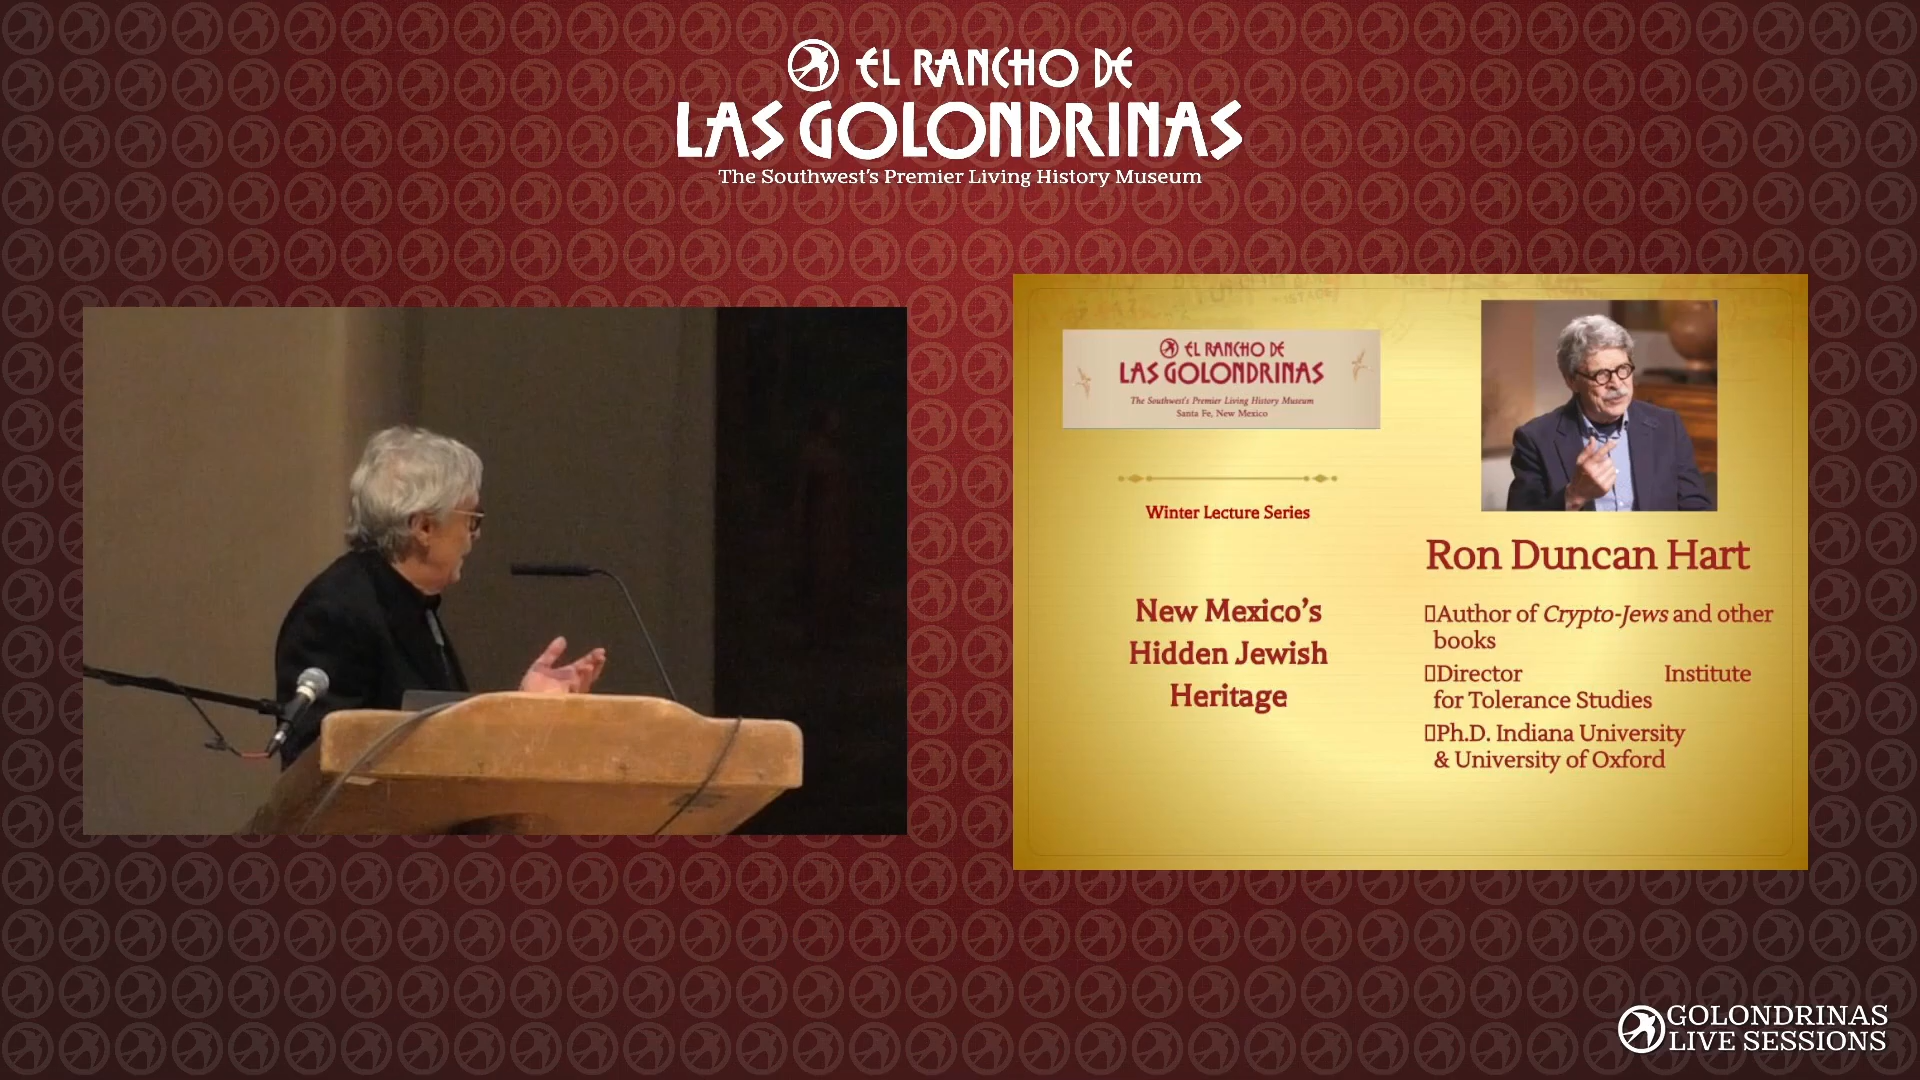 EL RANCHO DE
LAS GOLONDRINAS
The Southwest's Premier Living History Museum
EL RANCHO DE
LAS GOLONDRINAS
The Southwest's Premier Living History Museum
Santa Fe, New Mexico
Winter Lecture Series
New Mexico's
Hidden Jewish
Heritage
Ron Duncan Hart
Author of Crypto-Jews and other
books
Director Institute
for Tolerance Studies
Ph.D. Indiana University
& University of Oxford
GOLONDRINAS
LIVE SESSIONS